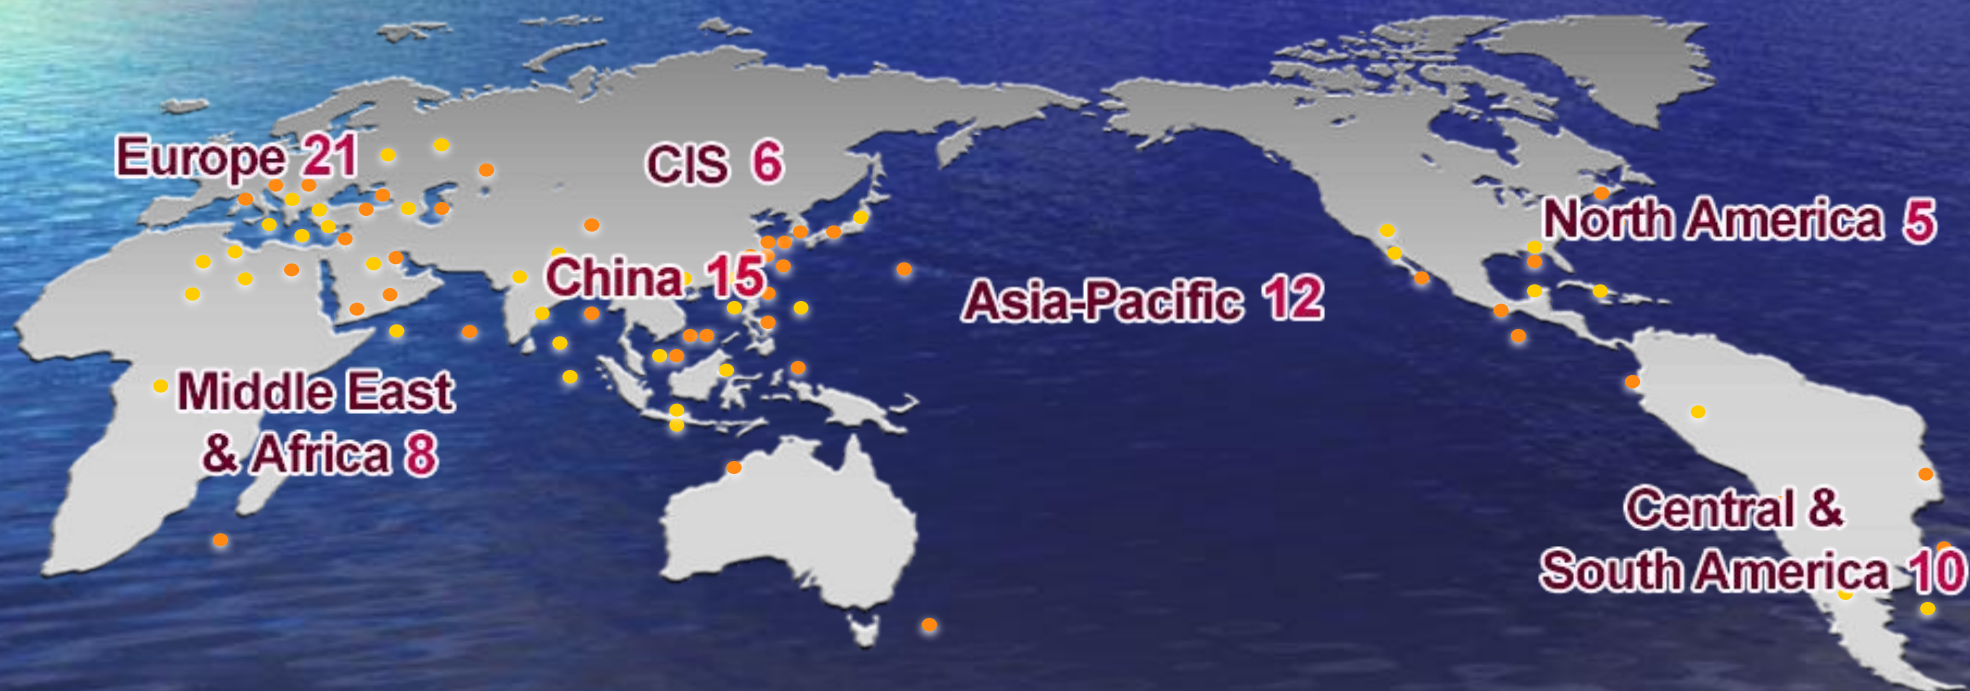 Europe 21
CIS 6
North America 5
China 15
Asia-Pacific 12
Middle East
& Africa 8
Central &
South America 10